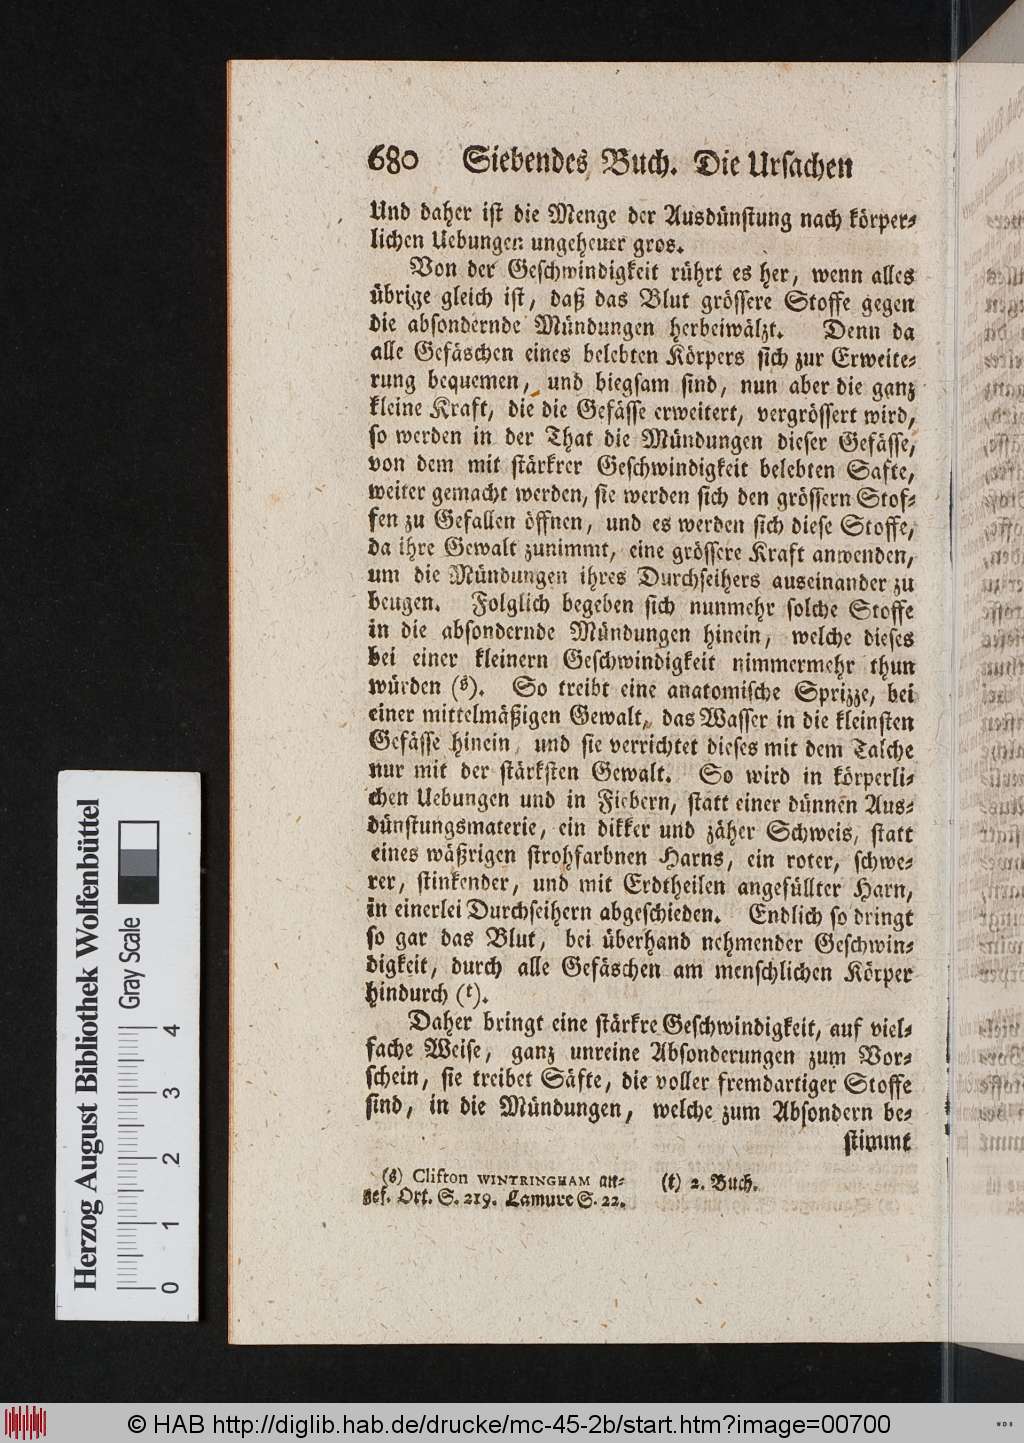 680 Siebendes Buch. Die Ursachen
Und daher ist die Menge der Ausdünstung nach körper-
lichen Uebungen ungeheuer gros.
Von der Geschwindigkeit rührt es her, wenn alles
übrige gleich ist, daß das Blut grössere Stoffe gegen
die absondernde Mündungen herbeiwälzt. Denn da
alle Gefäschen eines belebten Körpers sich zur Erweite-
rung bequemen, und biegsam sind, nun aber die ganz
kleine Kraft, die die Gefässe erweitert, vergrössert wird,
so werden in der That die Mündungen dieser Gefässe,
von dem mit stärkrer Geschwindigkeit belebten Safte,
weiter gemacht werden, sie werden sich den grössern Stof-
fen zu Gefallen öffnen, und es werden sich diese Stoffe,
da ihre Gewalt zunimmt, eine grössere Kraft anwenden,
um die Mündungen ihres Durchseihers auseinander zu
beugen. Folglich begeben sich nunmehr solche Stoffe
in die absondernde Mündungen hinein, welche dieses
bei einer kleinern Geschwindigkeit nimmermehr thun
würden (s). So treibt eine anatomische Sprizze, bei
einer mittelmäßigen Gewalt, das Wasser in die kleinsten
Gefässe hinein, und sie verrichtet dieses mit dem Talche
nur mit der stärksten Gewalt. So wird in körperli-
chen Uebungen und in Fiebern, statt einer dünnen Aus-
dünstungsmaterie, ein dikker und zäher Schweis, statt
eines wäßrigen strohfarbnen Harns, ein roter, schwe-
rer, stinkender, und mit Erdtheilen angefüllter Harn,
in einerlei Durchseihern abgeschieden. Endlich so dringt
so gar das Blut, bei überhand nehmender Geschwin-
digkeit, durch alle Gefäschen am menschlichen Körper
hindurch (t).
Daher bringt eine stärkre Geschwindigkeit, auf viel-
fache Weise, ganz unreine Absonderungen zum Vor-
schein, sie treibet Säfte, die voller fremdartiger Stoffe
sind, in die Mündungen, welche zum Absondern be-
stimmt
(s) Clifton WINTRINGHAM an-
gef. Ort. S. 219. Lamure S. 22.
(t) 2. Buch.
Herzog August Bibliothek Wolfenbüttel
Gray Scale
0 1 2 3 4
© HAB http://diglib.hab.de/drucke/mc-45-2b/start.htm?image=00700